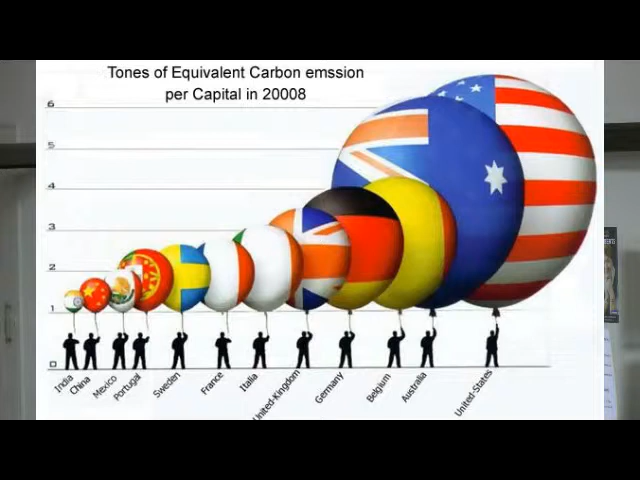 Tones of Equivalent Carbon emssion
per Capital in 20008
6
5
4
3
2
1
0
India
China
Mexico
Portugal
Sweden
France
Italia
United-Kingdom
Germany
Belgium
Australia
United-States